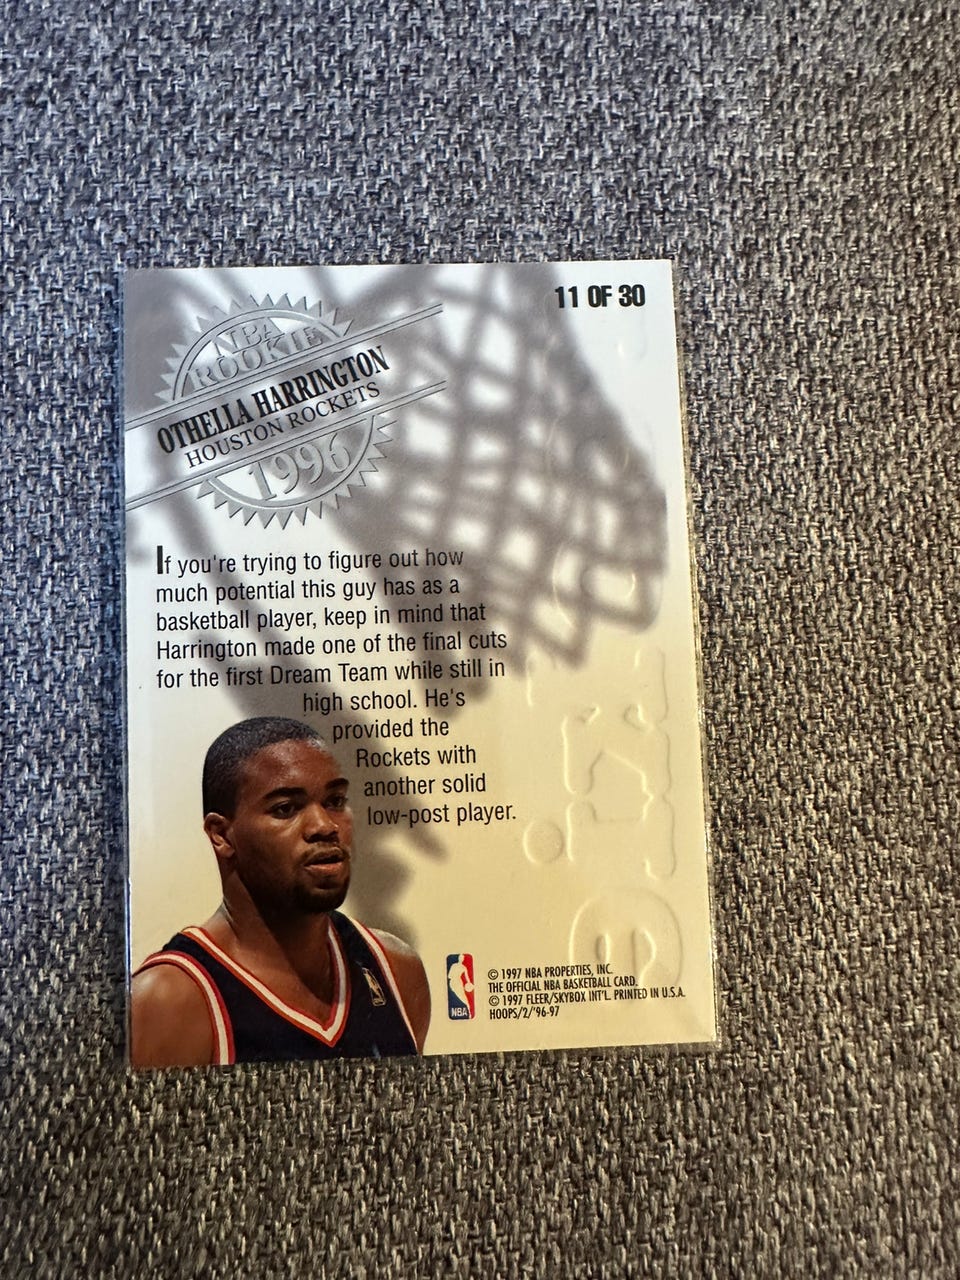 11 OF 30
NBA
ROOKIE
OTHELLA HARRINGTON
HOUSTON ROCKETS
1996
If you're trying to figure out how
much potential this guy has as a
basketball player, keep in mind that
Harrington made one of the final cuts
for the first Dream Team while still in
high school. He's
provided the
Rockets with
another solid
low-post player.
NBA
© 1997 NBA PROPERTIES, INC.
THE OFFICIAL NBA BASKETBALL CARD.
© 1997 FLEER/SKYBOX INT'L. PRINTED IN U.S.A.
HOOPS/2/'96-97